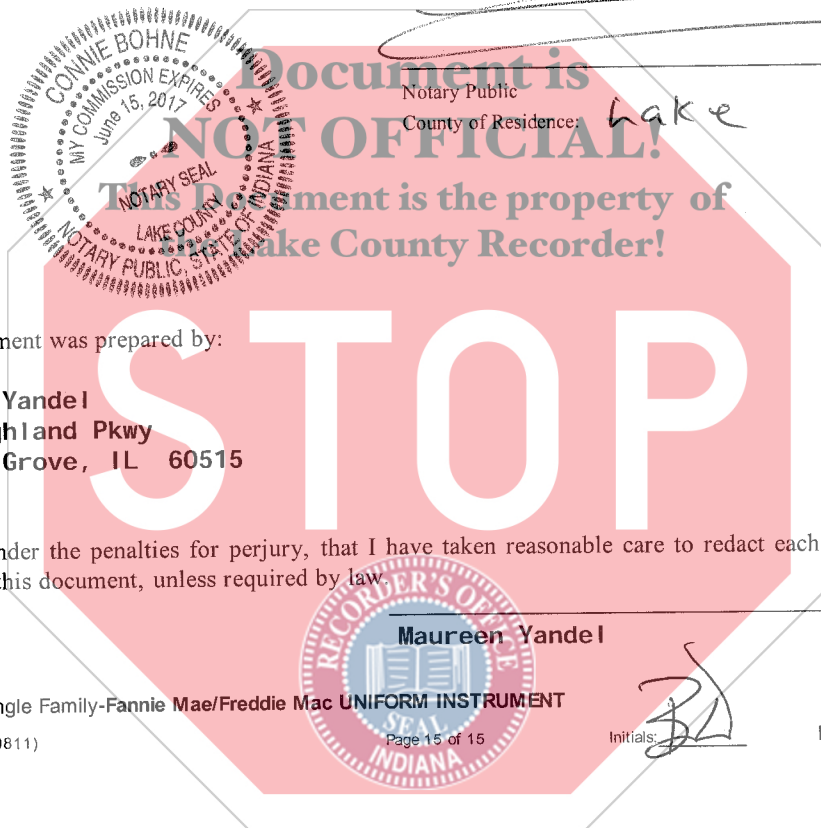 CONNIE BOHNE
MY COMMISSION EXPIRES
June 15, 2017
NOTARY SEAL
LAKE COUNTY
NOTARY PUBLIC, STATE OF INDIANA
Document is
NOT OFFICIAL!
This Document is the property of
the Lake County Recorder!
Notary Public
County of Residence: Lake
STOP
ment was prepared by:
Yandel
hland Pkwy
Grove, IL 60515
nder the penalties for perjury, that I have taken reasonable care to redact each
this document, unless required by law.
Maureen Yandel
RECORDER'S OFFICE
SEAL
INDIANA
ngle Family-Fannie Mae/Freddie Mac UNIFORM INSTRUMENT
0811)
Page 15 of 15
Initials: